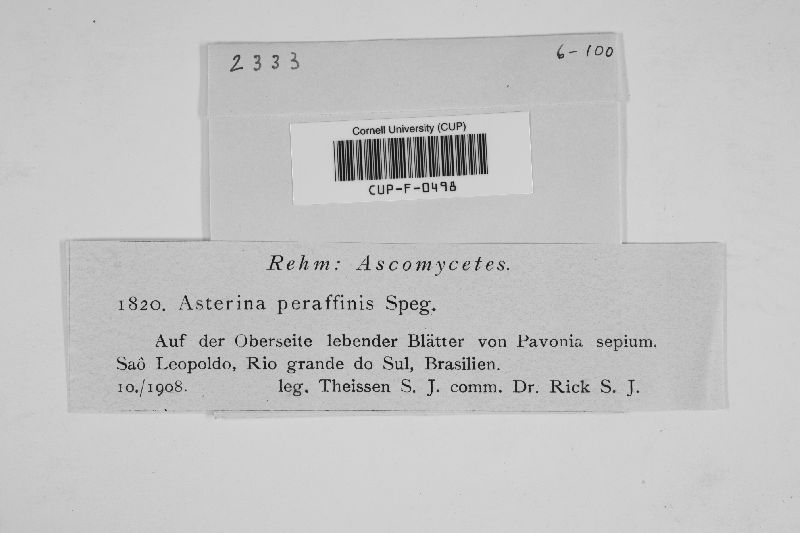 2333
6-100
Cornell University (CUP)
CUP-F-0498
Rehm: Ascomycetes.
1820. Asterina peraffinis Speg.
Auf der Oberseite lebender Blätter von Pavonia sepium.
Saô Leopoldo, Rio grande do Sul, Brasilien.
10./1908. leg. Theissen S. J. comm. Dr. Rick S. J.